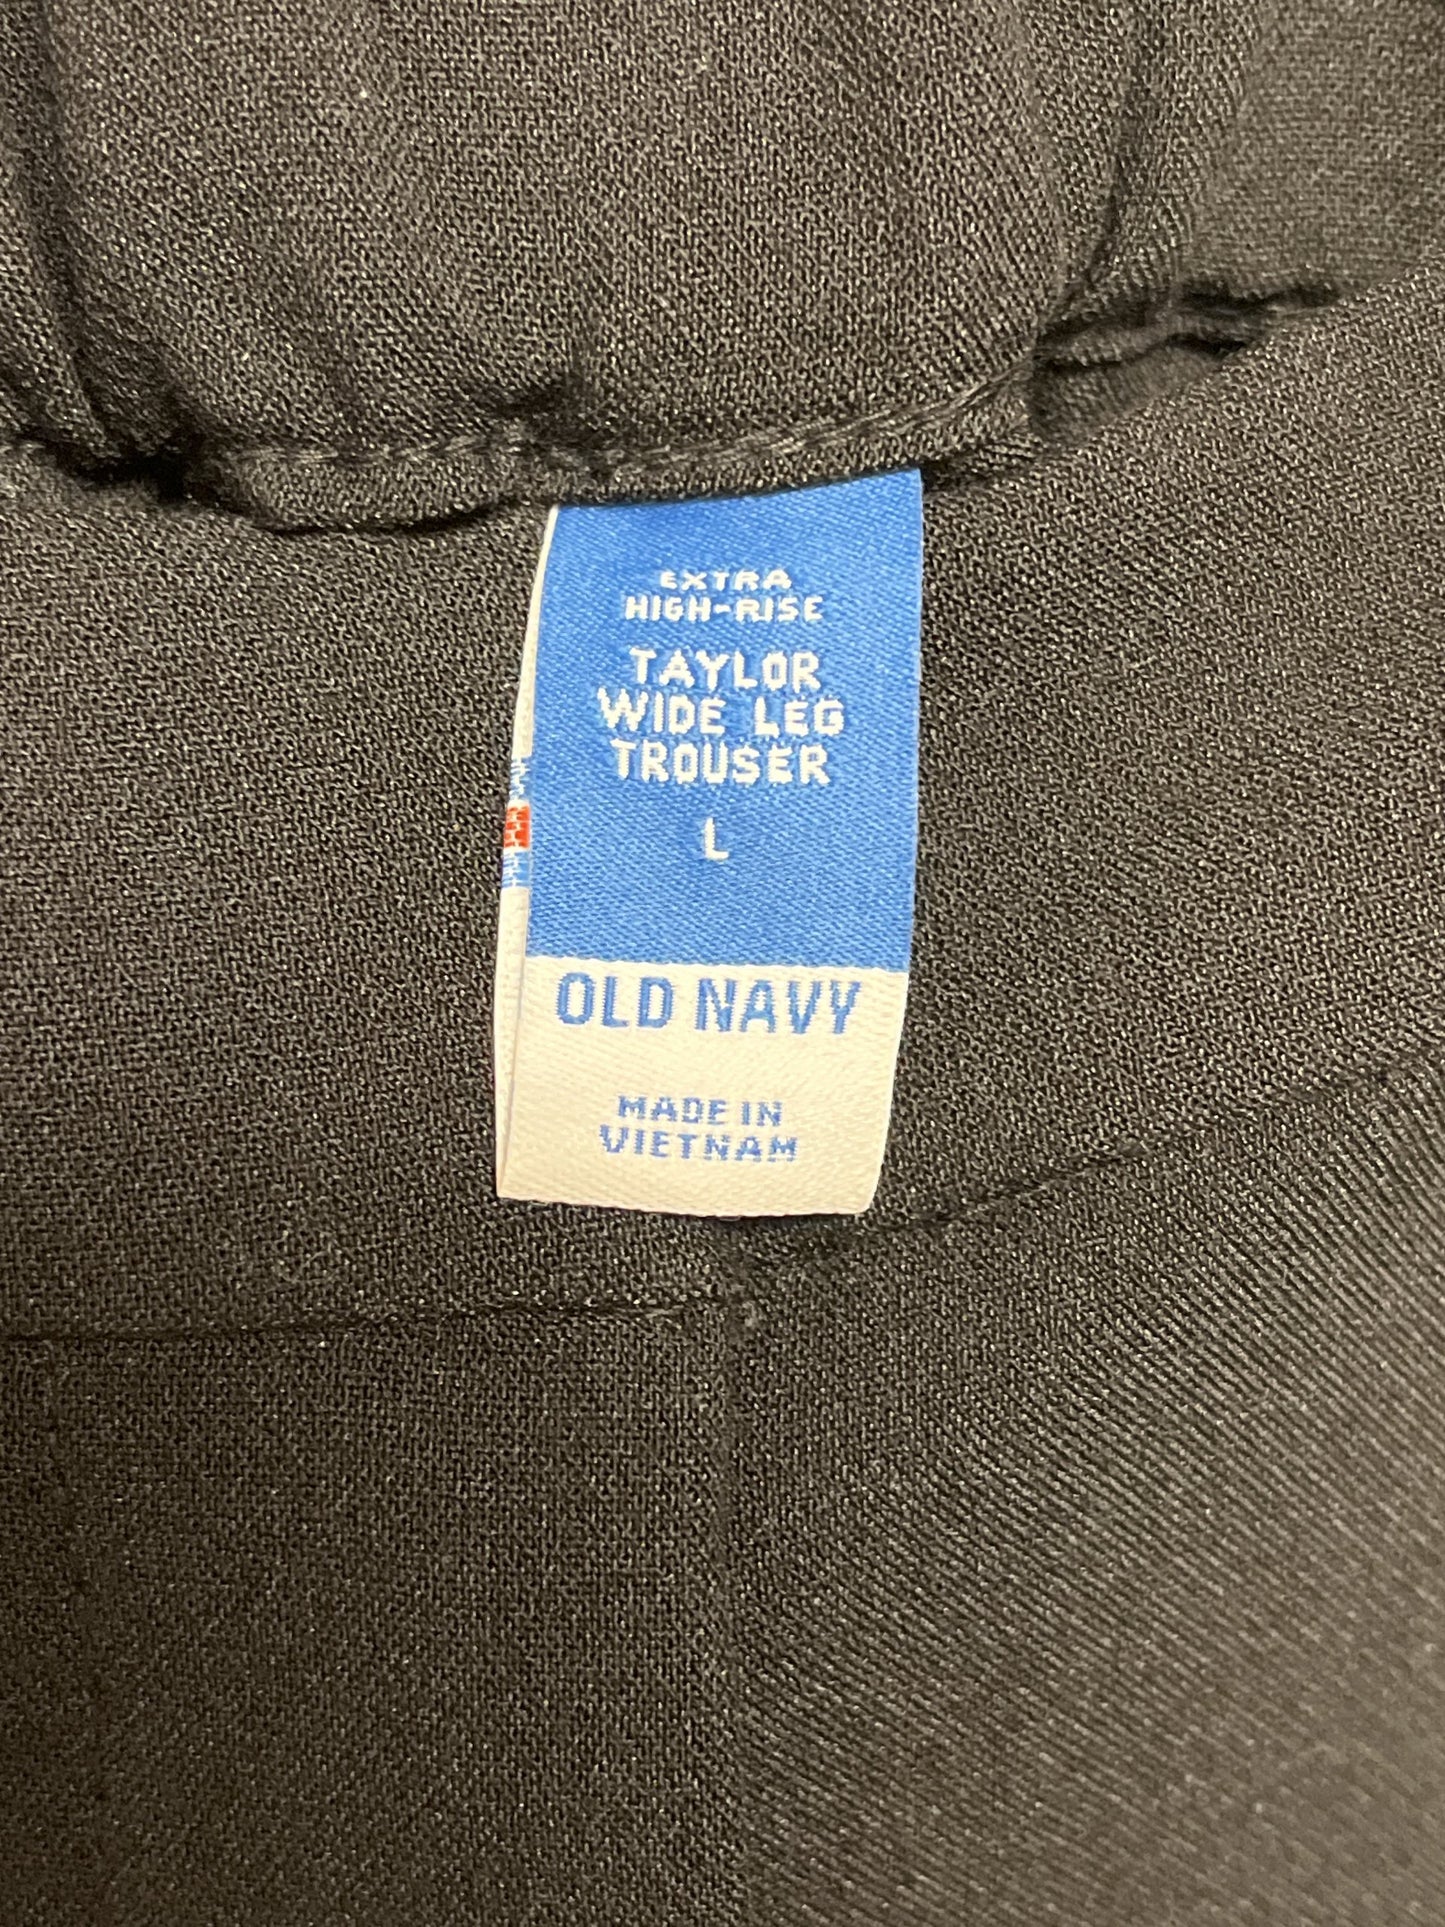 EXTRA
HIGH-RISE
TAYLOR
WIDE LEG
TROUSER
L
OLD NAVY
MADE IN
VIETNAM